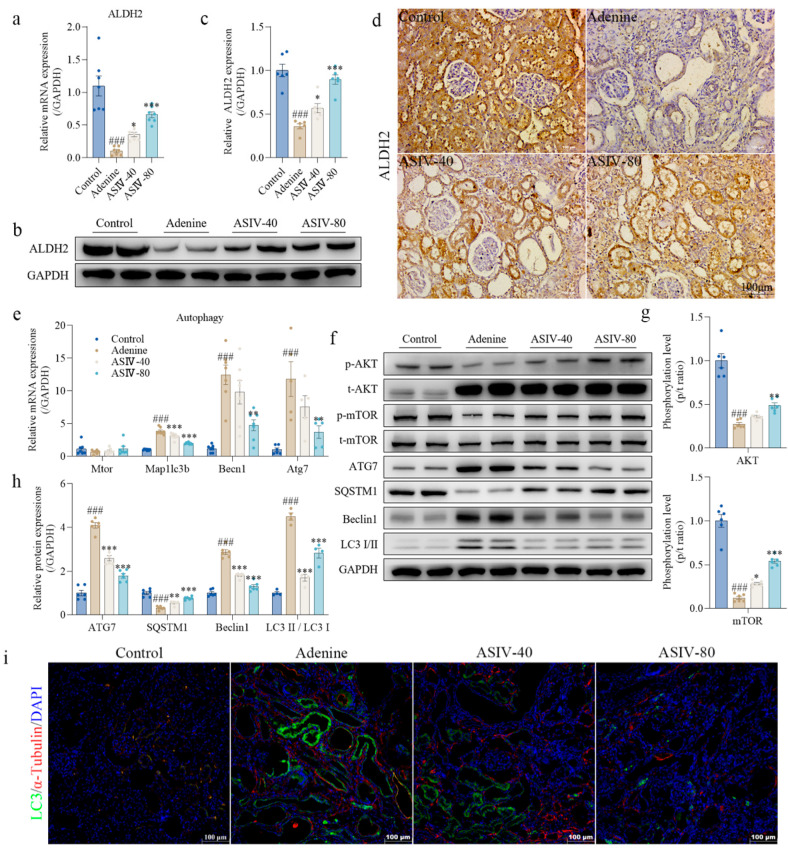 a
ALDH2
Relative mRNA expression
(/GAPDH)
2.0
1.5
1.0
0.5
0.0
###
*
***
Control
Adenine
ASⅣ-40
ASⅣ-80
c
Relative ALDH2 expression
(/GAPDH)
1.5
1.0
0.5
0.0
###
*
***
Control
Adenine
ASⅣ-40
ASⅣ-80
b
Control Adenine ASIV-40 ASIV-80
ALDH2
GAPDH
d
ALDH2
Control
Adenine
ASIV-40
ASIV-80
100μm
e
Autophagy
Relative mRNA expressions
(/GAPDH)
20
15
10
5
0
Control
Adenine
ASⅣ-40
ASⅣ-80
### *** ***
### **
### **
Mtor Map1lc3b Becn1 Atg7
f
Control Adenine ASIV-40 ASIV-80
p-AKT
t-AKT
p-mTOR
t-mTOR
ATG7
SQSTM1
Beclin1
LC3 I/II
GAPDH
g
Phosphorylation level
(p/t ratio)
1.5
1.0
0.5
0.0
###
**
AKT
Phosphorylation level
(p/t ratio)
1.5
1.0
0.5
0.0
###
*
***
mTOR
h
Relative protein expressions
(/GAPDH)
6
4
2
0
### *** ***
### ** ***
### *** ***
### *** ***
ATG7 SQSTM1 Beclin1 LC3 II / LC3 I
i
LC3/α-Tubulin/DAPI
Control Adenine ASIV-40 ASIV-80
100 μm
100 μm
100 μm
100 μm